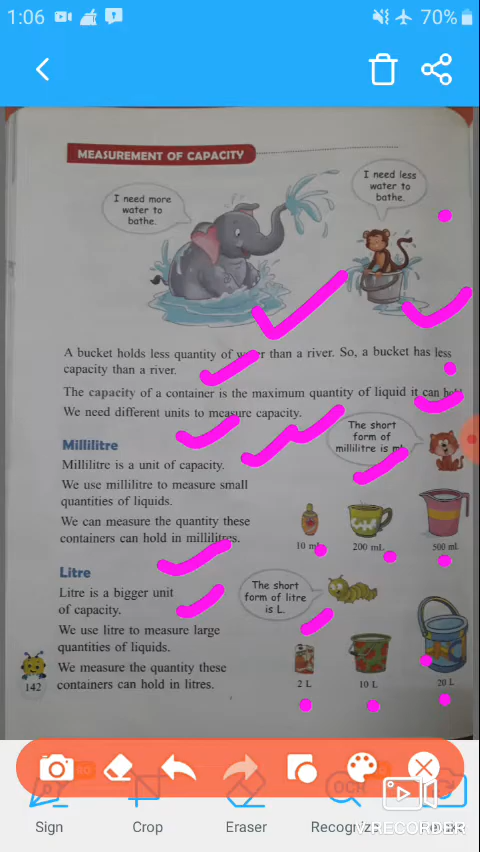 1:06
70%
MEASUREMENT OF CAPACITY
I need more
water to
bathe.
I need less
water to
bathe.
A bucket holds less quantity of water than a river. So, a bucket has less
capacity than a river.
The capacity of a container is the maximum quantity of liquid it can hold.
We need different units to measure capacity.
The short
form of
millilitre is mL.
Millilitre
Millilitre is a unit of capacity.
We use millilitre to measure small
quantities of liquids.
We can measure the quantity these
containers can hold in millilitres.
10 mL
200 mL
500 mL
Litre
Litre is a bigger unit
of capacity.
The short
form of litre
is L.
We use litre to measure large
quantities of liquids.
We measure the quantity these
containers can hold in litres.
2 L
10 L
20 L
142
OCR
Sign
Crop
Eraser
Recognize
VRECORDER